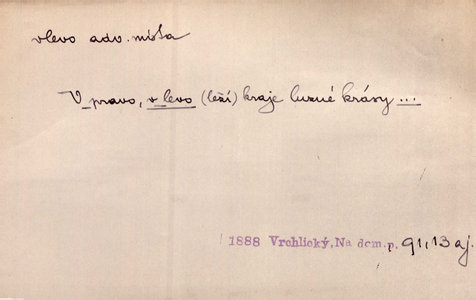 vlevo adv. místa
V pravo, v levo (leží) kraje luzné krásy ...
1888 Vrchlický, Na dom. p. 91,13 aj.